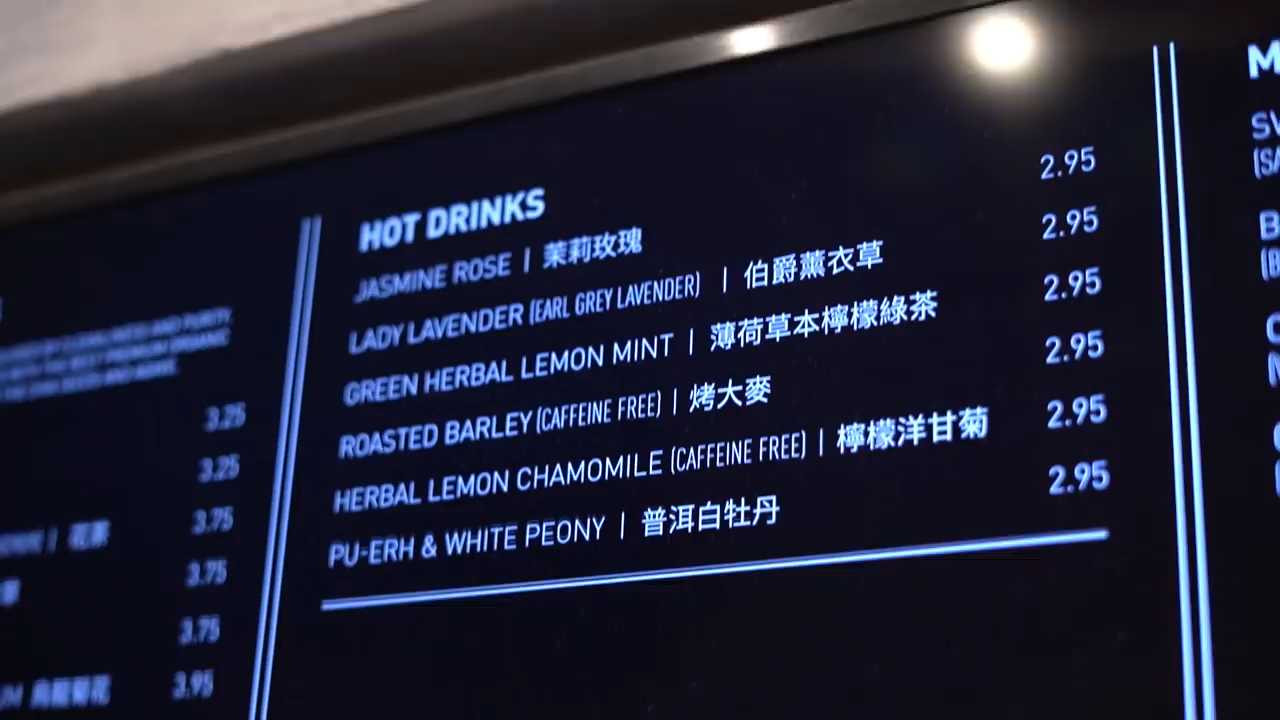 HOT DRINKS
JASMINE ROSE | 茉莉玫瑰 2.95
LADY LAVENDER (EARL GREY LAVENDER) | 伯爵薰衣草 2.95
GREEN HERBAL LEMON MINT | 薄荷草本檸檬綠茶 2.95
ROASTED BARLEY (CAFFEINE FREE) | 烤大麥 2.95
HERBAL LEMON CHAMOMILE (CAFFEINE FREE) | 檸檬洋甘菊 2.95
PU-ERH & WHITE PEONY | 普洱白牡丹 2.95
3.25
3.25
3.75
3.75
3.75
3.95